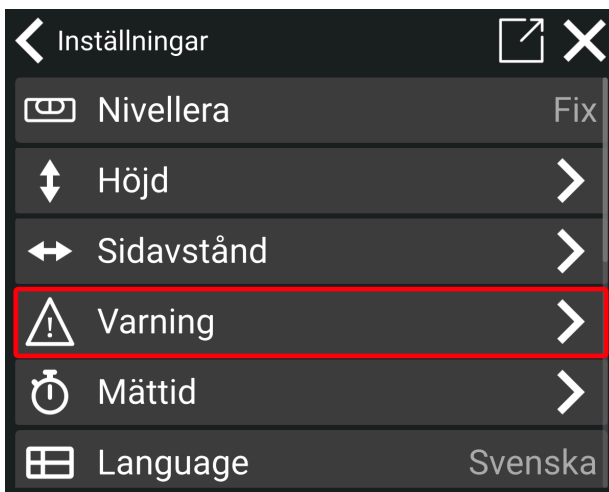 Inställningar
Nivellera Fix
Höjd
Sidavstånd
Varning
Mättid
Language Svenska